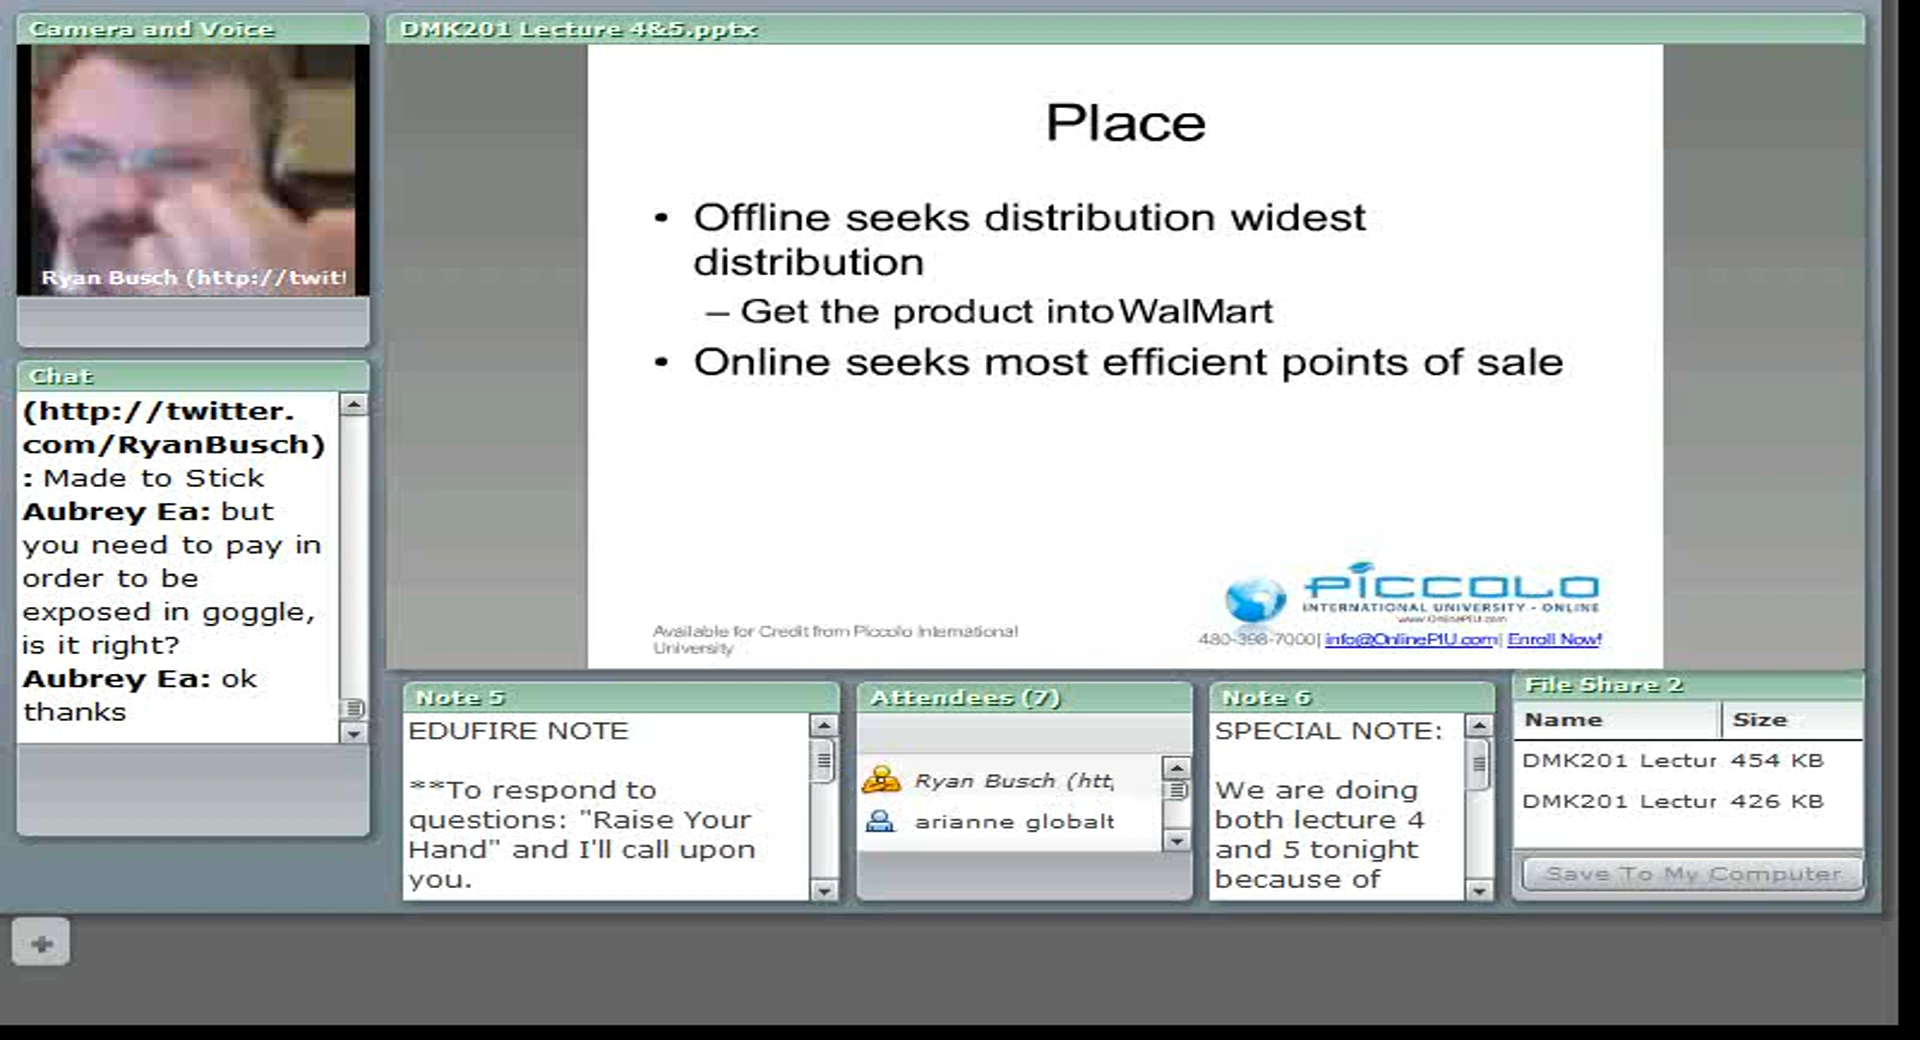 Camera and Voice
Ryan Busch (http://twit
Chat
(http://twitter.
com/RyanBusch)
: Made to Stick
Aubrey Ea: but
you need to pay in
order to be
exposed in goggle,
is it right?
Aubrey Ea: ok
thanks
DMK201 Lecture 4&5.pptx
Place
• Offline seeks distribution widest
distribution
– Get the product into WalMart
• Online seeks most efficient points of sale
Available for Credit from Piccolo International
University
PICCOLO
INTERNATIONAL UNIVERSITY - ONLINE
www.OnlinePIU.com
480-398-7000| info@OnlinePIU.com| Enroll Now!
Note 5
EDUFIRE NOTE
**To respond to
questions: "Raise Your
Hand" and I'll call upon
you.
Attendees (7)
Ryan Busch (htt
arianne globalt
Note 6
SPECIAL NOTE:
We are doing
both lecture 4
and 5 tonight
because of
File Share 2
Name Size
DMK201 Lectur 454 KB
DMK201 Lectur 426 KB
Save To My Computer